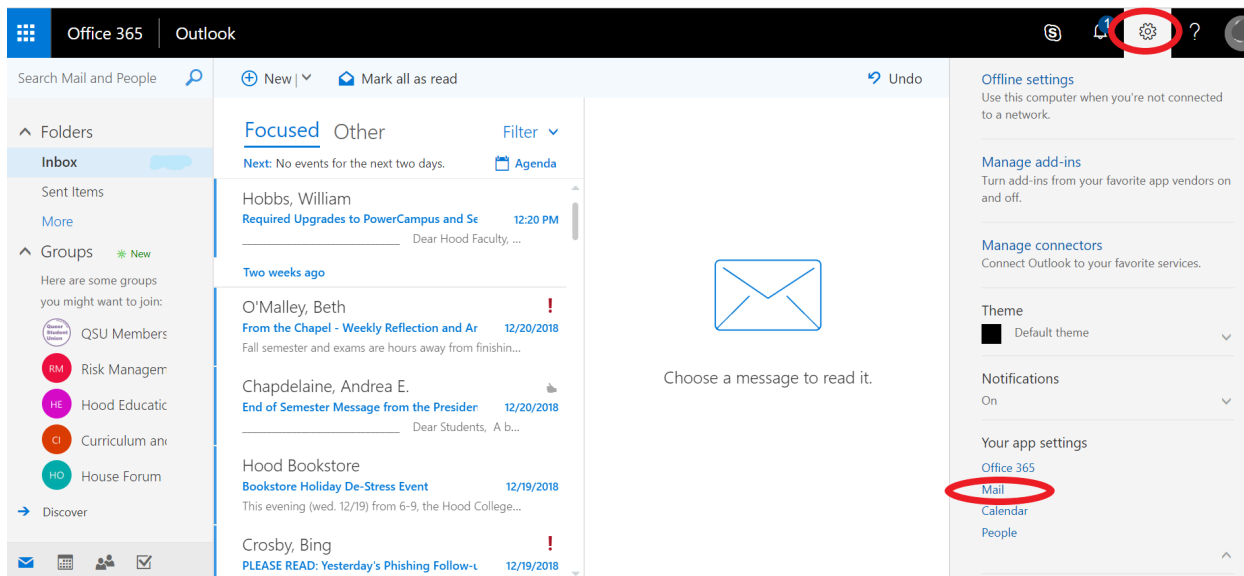 Office 365 Outlook
S 1 ?
Search Mail and People
New
Mark all as read
Undo
Folders
Inbox
Sent Items
More
Groups New
Here are some groups
you might want to join:
Queer Student Union QSU Members
RM Risk Managem
HE Hood Educatic
CI Curriculum an
HO House Forum
Discover
Focused Other Filter
Next: No events for the next two days. Agenda
Hobbs, William
Required Upgrades to PowerCampus and Se 12:20 PM
Dear Hood Faculty, ...
Two weeks ago
O'Malley, Beth !
From the Chapel - Weekly Reflection and Ar 12/20/2018
Fall semester and exams are hours away from finishin...
Chapdelaine, Andrea E.
End of Semester Message from the Presider 12/20/2018
Dear Students, A b...
Hood Bookstore
Bookstore Holiday De-Stress Event 12/19/2018
This evening (wed. 12/19) from 6-9, the Hood College...
Crosby, Bing !
PLEASE READ: Yesterday's Phishing Follow-u 12/19/2018
Choose a message to read it.
Offline settings
Use this computer when you're not connected
to a network.
Manage add-ins
Turn add-ins from your favorite app vendors on
and off.
Manage connectors
Connect Outlook to your favorite services.
Theme
Default theme
Notifications
On
Your app settings
Office 365
Mail
Calendar
People